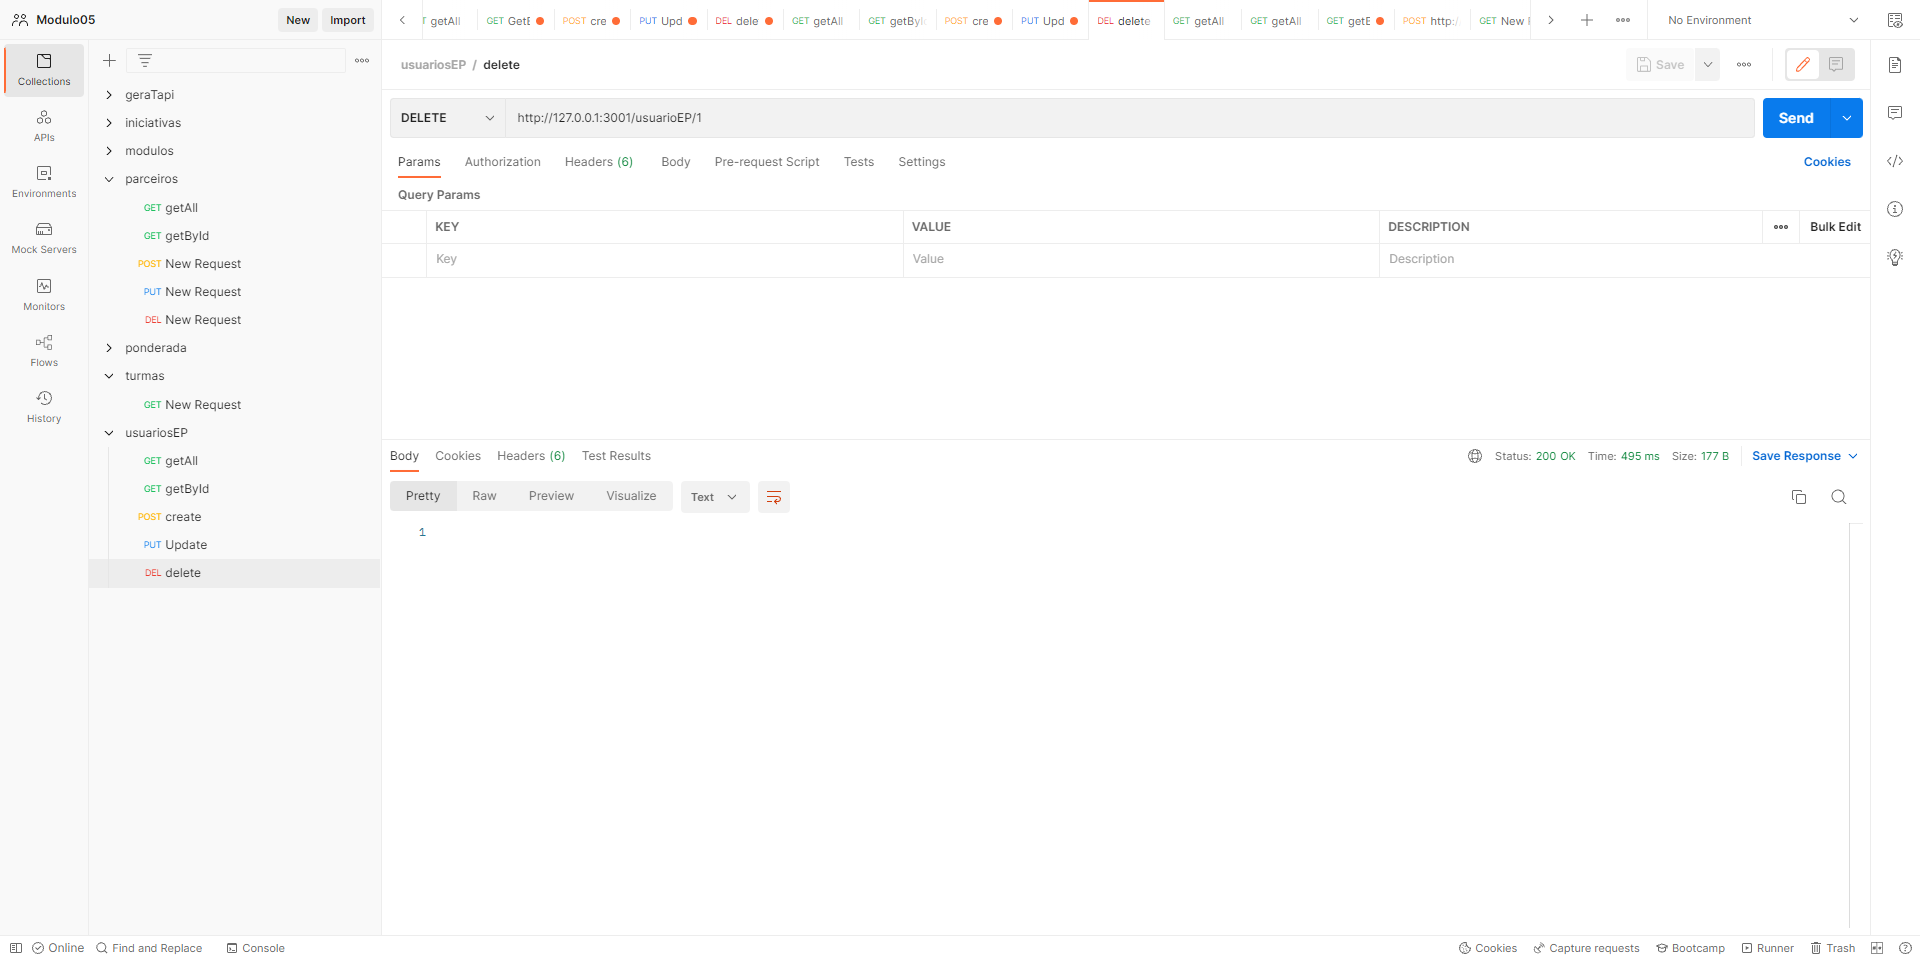 Modulo05
New
Import
getAll
GET GetE
POST cre
PUT Upd
DEL dele
GET getAll
GET getByI
POST cre
PUT Upd
DEL delete
GET getAll
GET getAll
GET getE
POST http:/
GET New
No Environment
Collections
APIs
Environments
Mock Servers
Monitors
Flows
History
geraTapi
iniciativas
modulos
parceiros
GET getAll
GET getById
POST New Request
PUT New Request
DEL New Request
ponderada
turmas
GET New Request
usuariosEP
GET getAll
GET getById
POST create
PUT Update
DEL delete
usuariosEP / delete
Save
DELETE
http://127.0.0.1:3001/usuarioEP/1
Send
Params
Authorization
Headers (6)
Body
Pre-request Script
Tests
Settings
Cookies
Query Params
KEY
VALUE
DESCRIPTION
Bulk Edit
Key
Value
Description
Body
Cookies
Headers (6)
Test Results
Status: 200 OK
Time: 495 ms
Size: 177 B
Save Response
Pretty
Raw
Preview
Visualize
Text
1
Online
Find and Replace
Console
Cookies
Capture requests
Bootcamp
Runner
Trash